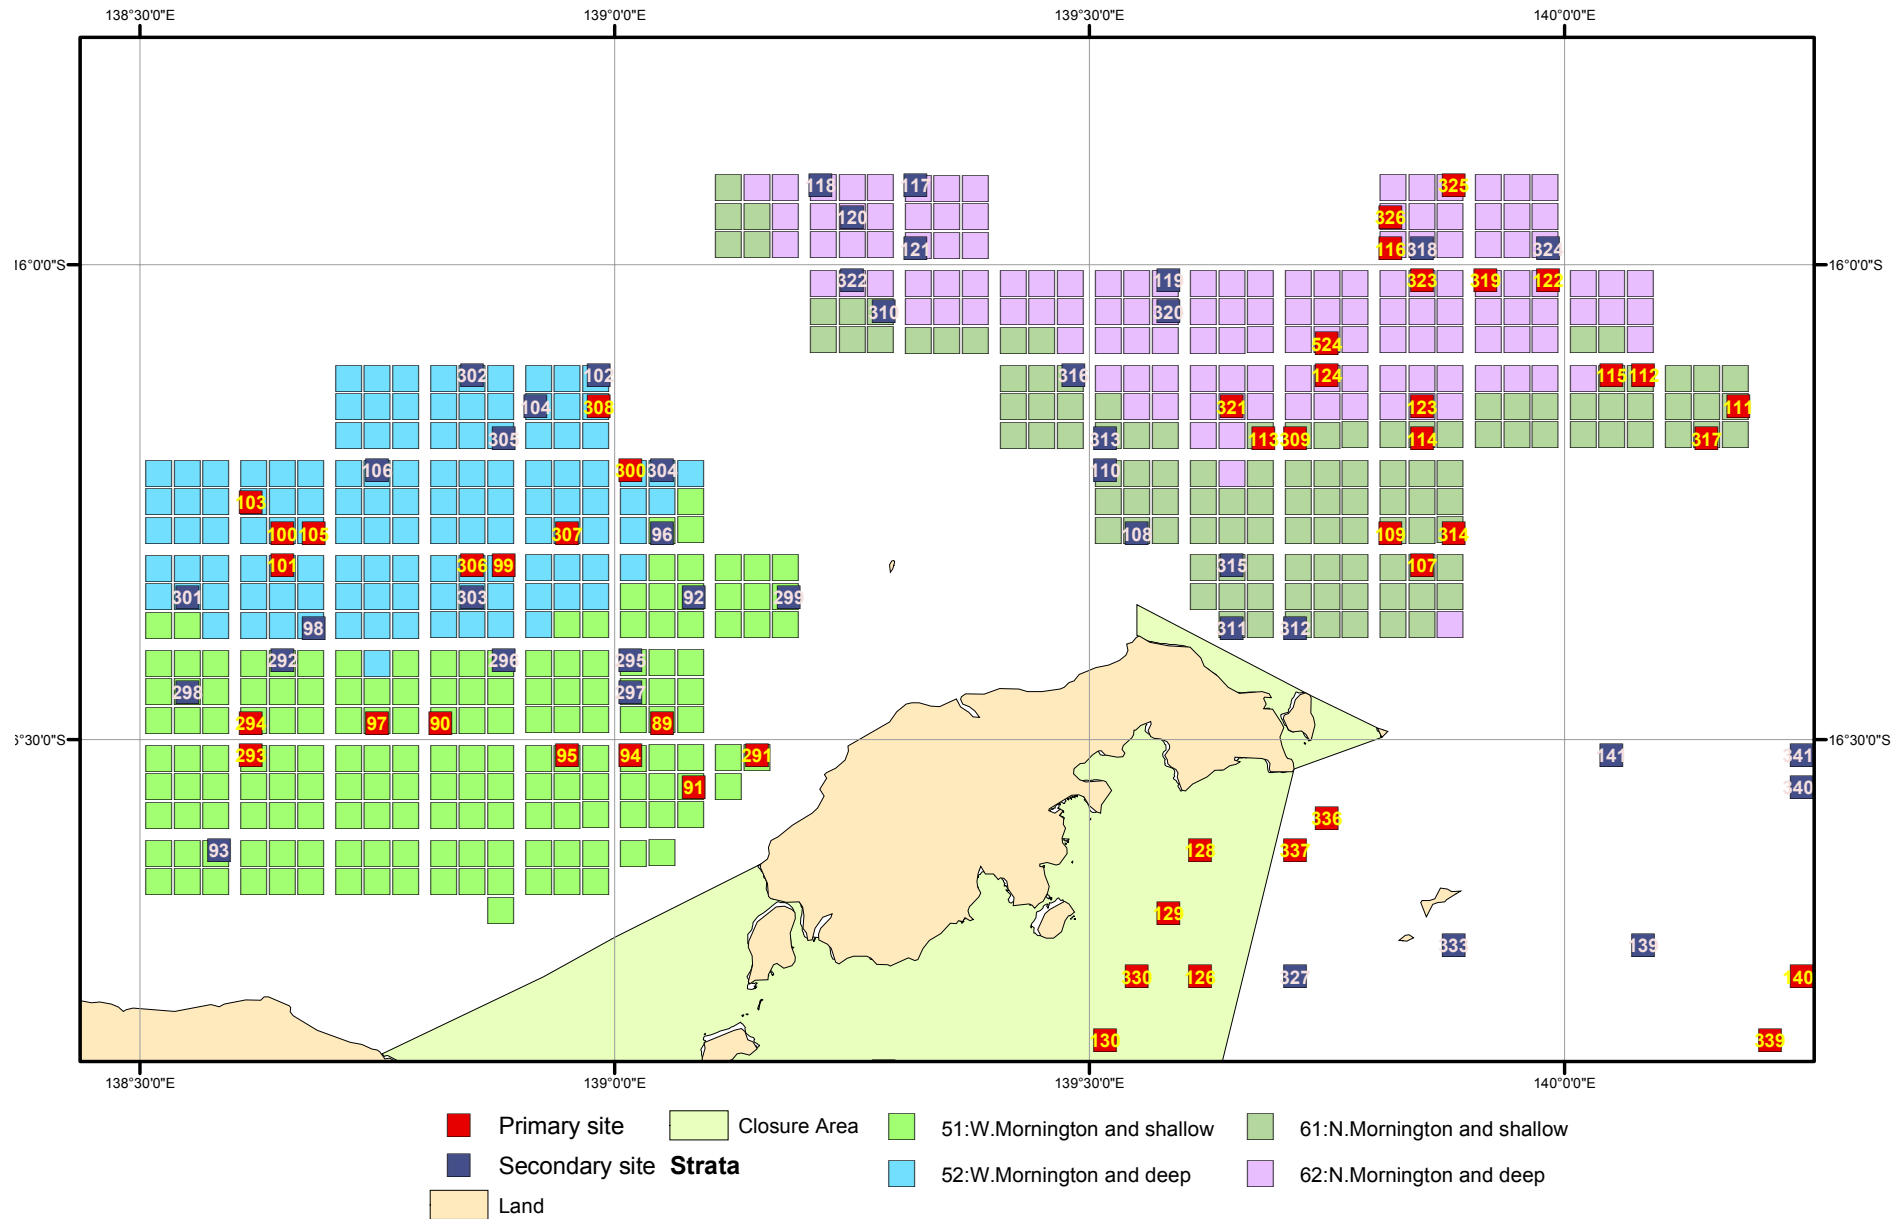 138°30'0"E 139°0'0"E 139°30'0"E 140°0'0"E
118 117 325
120 326
121 116 318 324
16°0'0"S 16°0'0"S
322 119 323 319 122
310 320
524
302 102 316 124 115 112
104 308 321 123 111
305 313 113 309 114 317
106 300 304 110
103
100 105 307 96 108 109 314
101 306 99 315 107
301 303 92 299
98 311 312
292 296 295
298 297
294 97 90 89
6°30'0"S 16°30'0"S
293 95 94 291 141 341
91 340
336
93 128 337
129
333 139
330 126 327 140
130 339
138°30'0"E 139°0'0"E 139°30'0"E 140°0'0"E
Primary site Closure Area 51:W.Mornington and shallow 61:N.Mornington and shallow
Secondary site Strata 52:W.Mornington and deep 62:N.Mornington and deep
Land